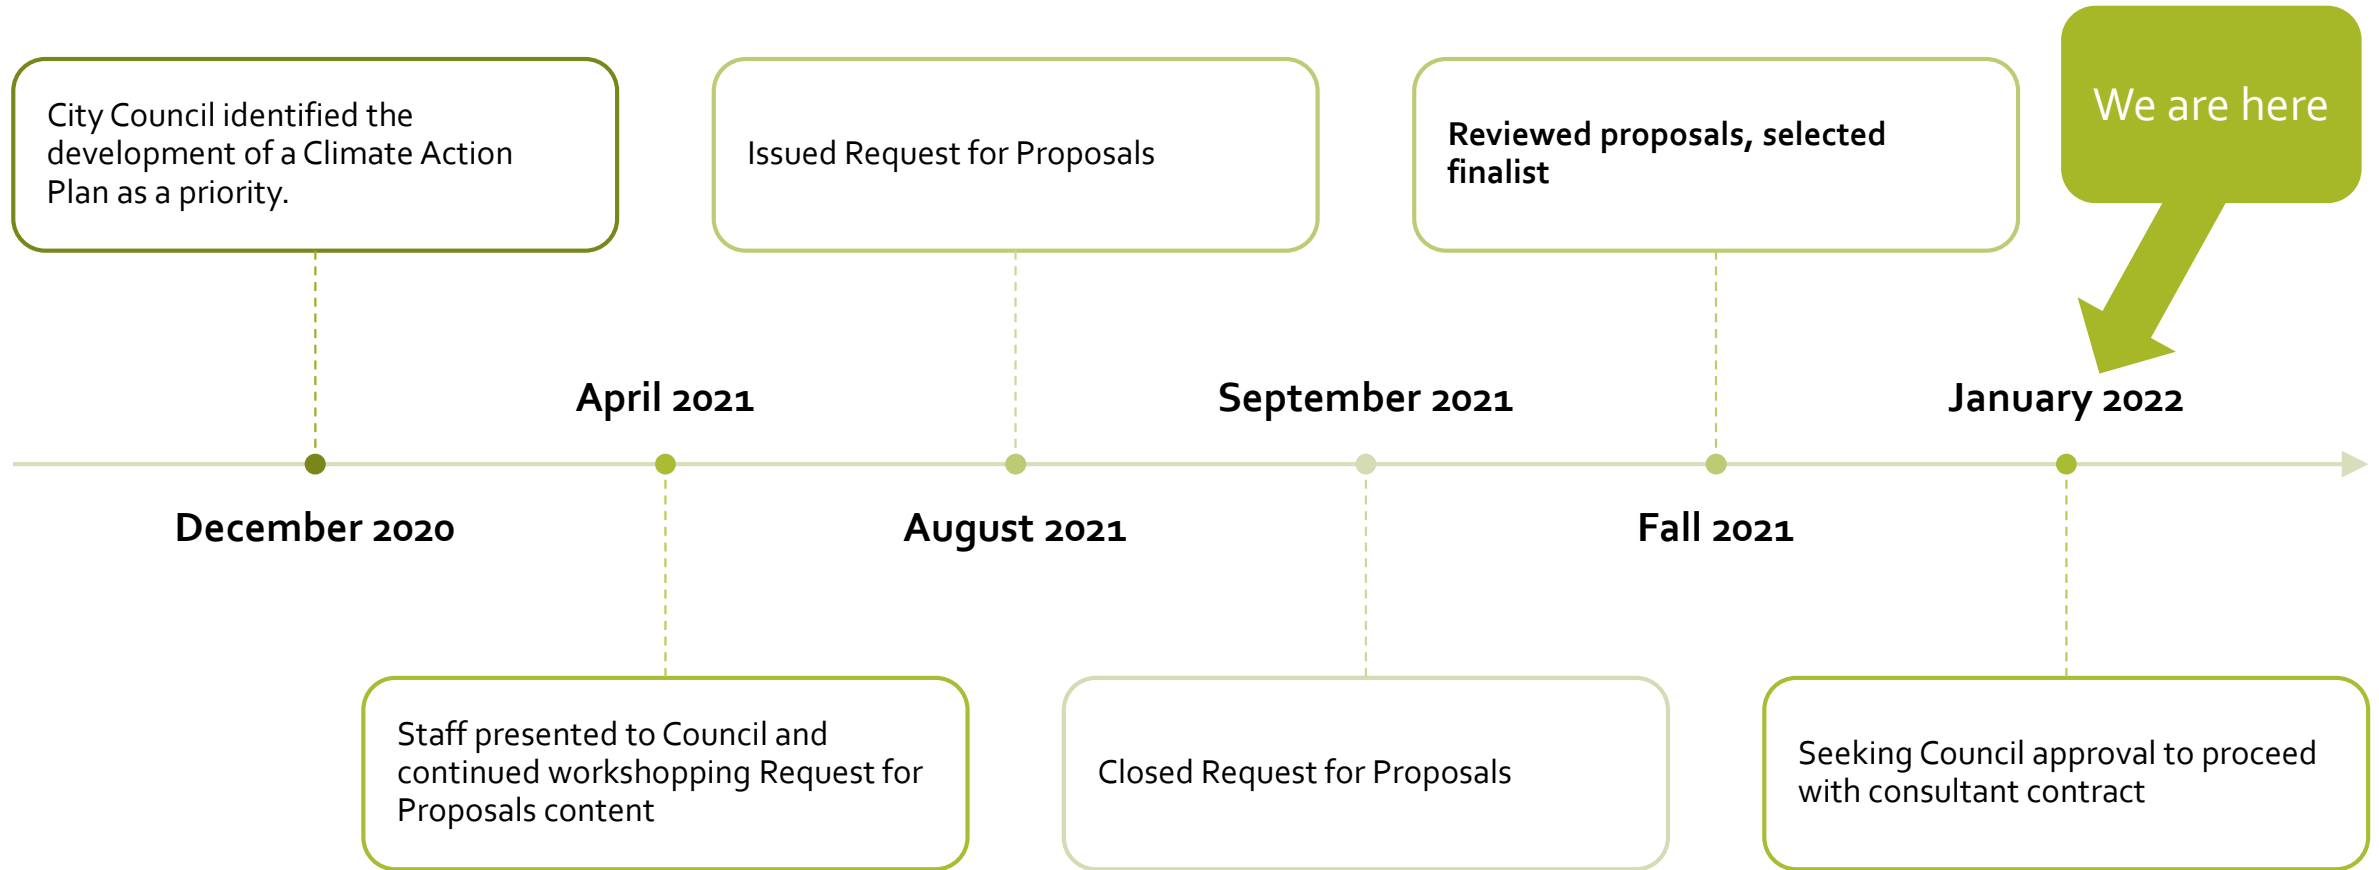 City Council identified the
development of a Climate Action
Plan as a priority.
Issued Request for Proposals
Reviewed proposals, selected
finalist
We are here
April 2021
September 2021
January 2022
December 2020
August 2021
Fall 2021
Staff presented to Council and
continued workshopping Request for
Proposals content
Closed Request for Proposals
Seeking Council approval to proceed
with consultant contract